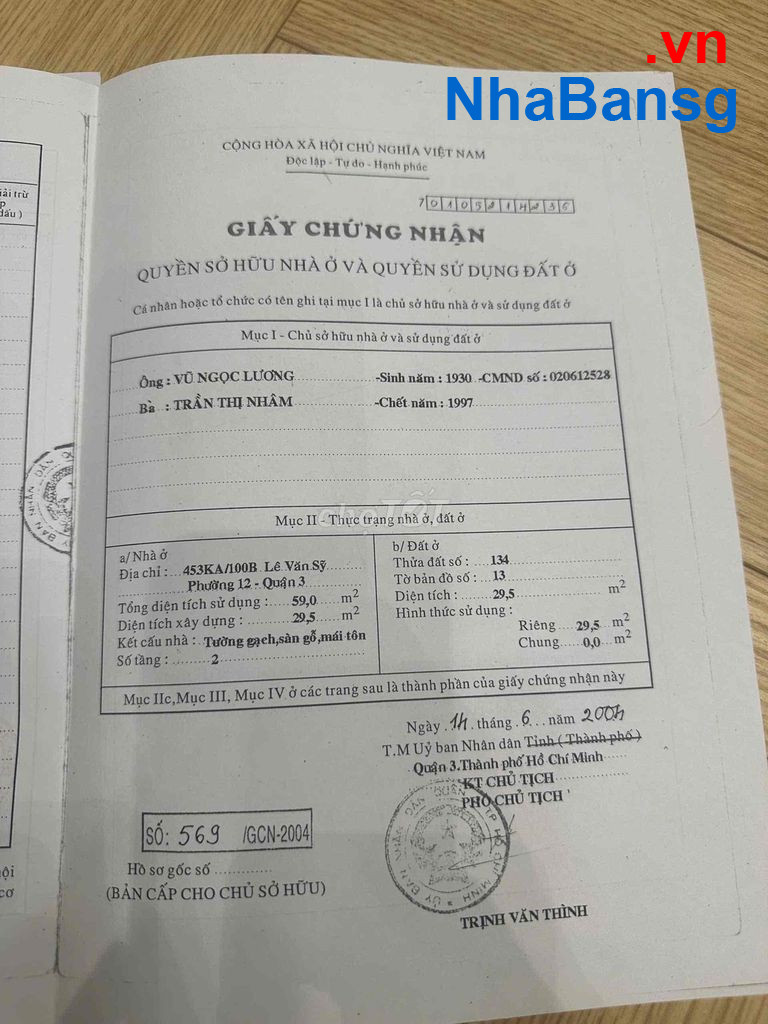 .vn
NhaBansg
CỘNG HÒA XÃ HỘI CHỦ NGHĨA VIỆT NAM
Độc lập - Tự do - Hạnh phúc
70105214236
GIẤY CHỨNG NHẬN
QUYỀN SỞ HỮU NHÀ Ở VÀ QUYỀN SỬ DỤNG ĐẤT Ở
Cá nhân hoặc tổ chức có tên ghi tại mục I là chủ sở hữu nhà ở và sử dụng đất ở
Mục I - Chủ sở hữu nhà ở và sử dụng đất ở
Ông : VŨ NGỌC LƯƠNG -Sinh năm : 1930 -CMND số : 020612528
Bà : TRẦN THỊ NHÂM -Chết năm : 1997
chợTỐT
Mục II - Thực trạng nhà ở, đất ở
a/ Nhà ở
Địa chỉ : 453KA/100B Lê Văn Sỹ
Phường 12 - Quận 3
Tổng diện tích sử dụng : 59,0 m2
Diện tích xây dựng : 29,5 m2
Kết cấu nhà : Tường gạch,sàn gỗ,mái tôn
Số tầng : 2
b/ Đất ở
Thửa đất số : 134
Tờ bản đồ số : 13
Diện tích : 29,5 m2
Hình thức sử dụng :
Riêng : 29,5 m2
Chung : 0,0 m2
Mục IIc,Mục III, Mục IV ở các trang sau là thành phần của giấy chứng nhận này
Ngày 14 tháng 6 năm 2004
T.M Uỷ ban Nhân dân Tỉnh ( Thành phố )
Quận 3.Thành phố Hồ Chí Minh
KT CHỦ TỊCH
PHÓ CHỦ TỊCH
SỐ: 569 /GCN-2004
Hồ sơ gốc số
(BẢN CẤP CHO CHỦ SỞ HỮU)
TRỊNH VĂN THÌNH